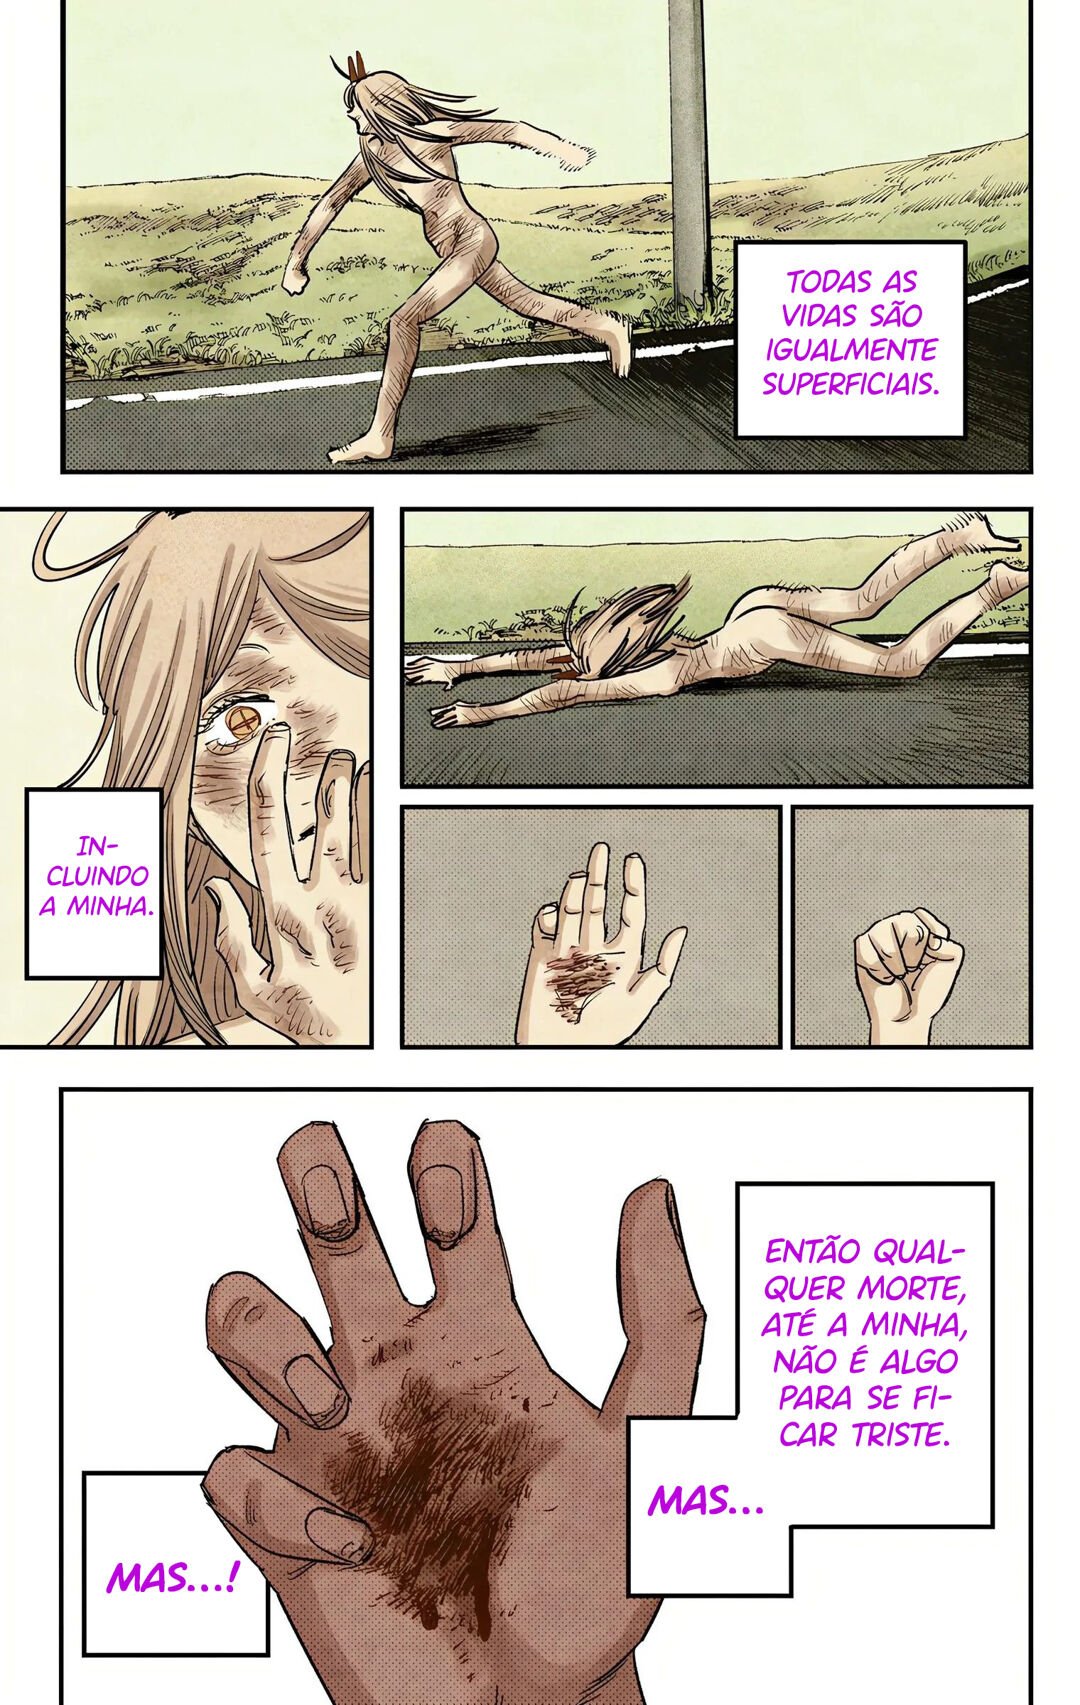 TODAS AS
VIDAS SÃO
IGUALMENTE
SUPERFICIAIS.
IN-
CLUINDO
A MINHA.
ENTÃO QUAL-
QUER MORTE,
ATÉ A MINHA,
NÃO É ALGO
PARA SE FI-
CAR TRISTE.
MAS...
MAS...!